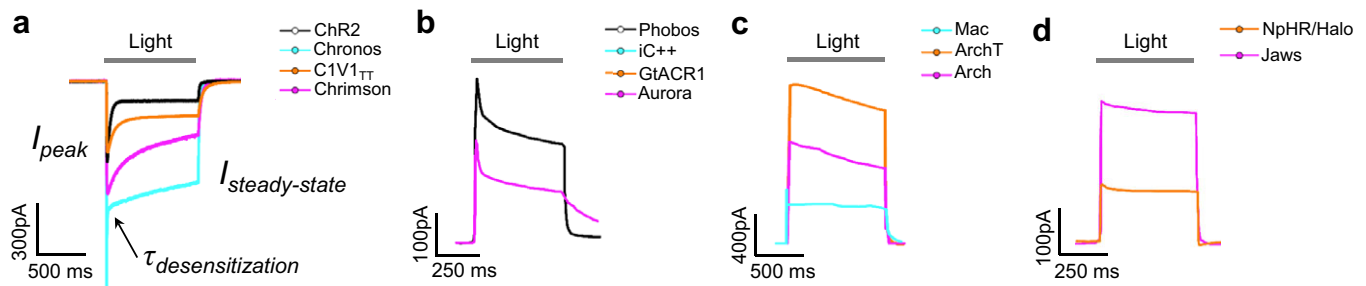 a
Light
ChR2
Chronos
C1V1TT
Chrimson
Ipeak
Isteady-state
τdesensitization
300pA
500 ms
b
Light
Phobos
iC++
GtACR1
Aurora
100pA
250 ms
c
Light
Mac
ArchT
Arch
400pA
500 ms
d
Light
NpHR/Halo
Jaws
100pA
250 ms